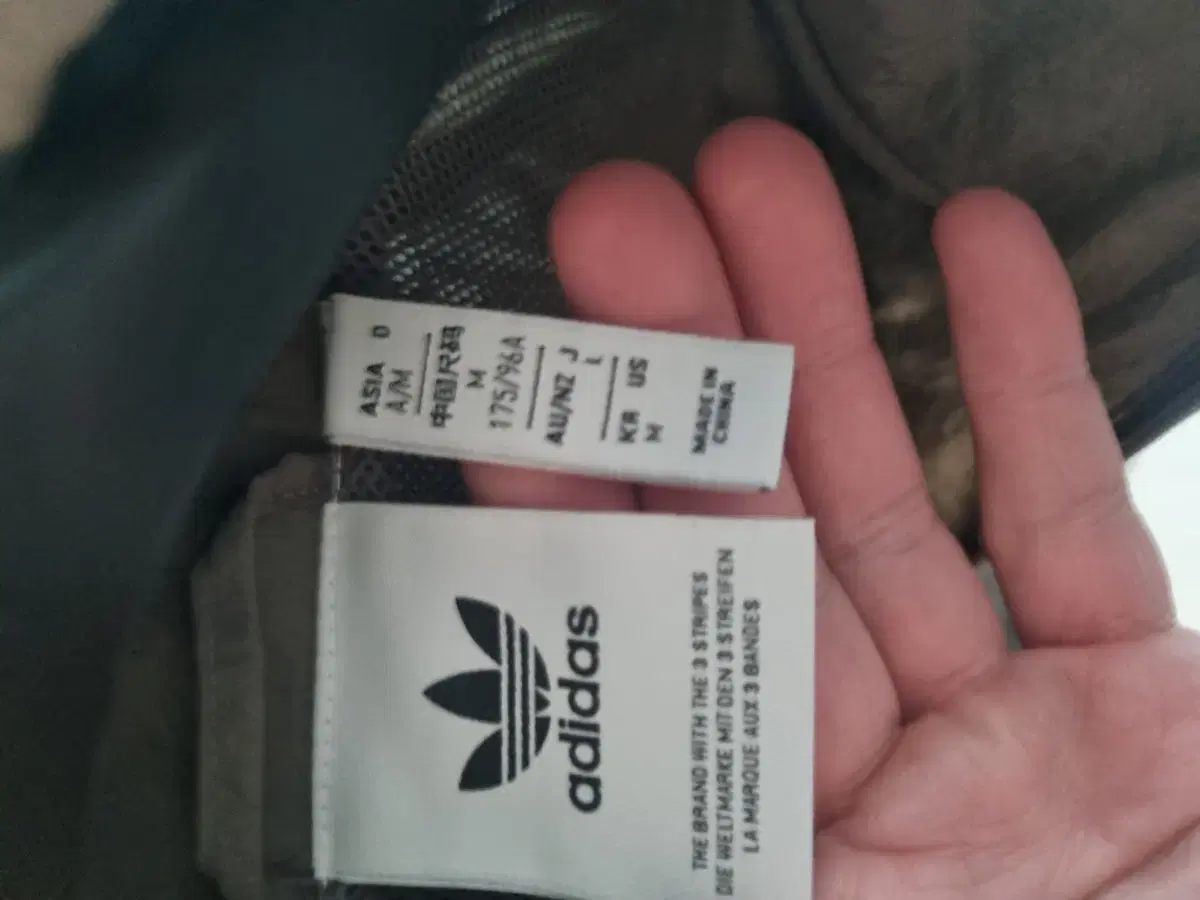 ASIA O
A/M
中国尺码
M
175/96A
AU/NZ J
L
KR US
M
MADE IN
CHINA
adidas
THE BRAND WITH THE 3 STRIPES
DIE WELTMARKE MIT DEN 3 STREIFEN
LA MARQUE AUX 3 BANDES